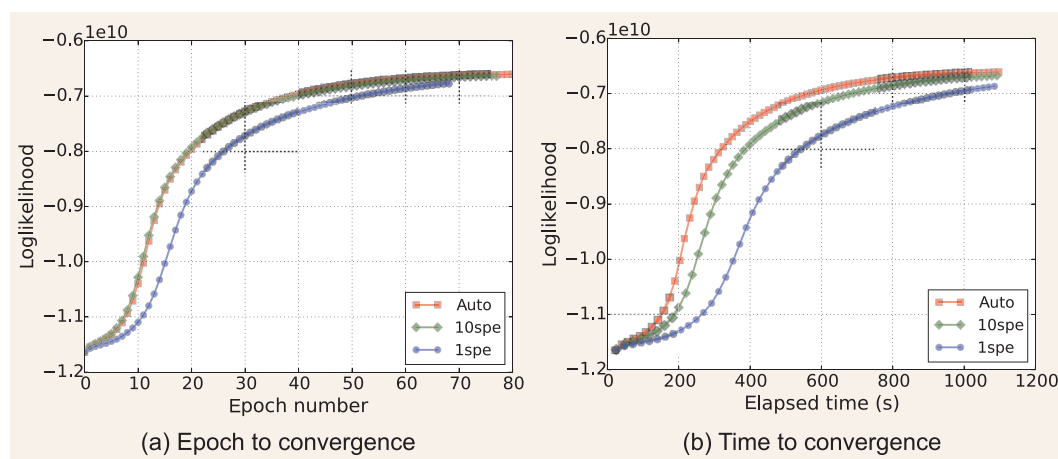 1e10
−0.6
−0.7
−0.8
−0.9
−1.0
−1.1
−1.2
Loglikelihood
0 10 20 30 40 50 60 70 80
Epoch number
Auto
10spe
1spe
(a) Epoch to convergence
1e10
−0.6
−0.7
−0.8
−0.9
−1.0
−1.1
−1.2
Loglikelihood
0 200 400 600 800 1000 1200
Elapsed time (s)
Auto
10spe
1spe
(b) Time to convergence